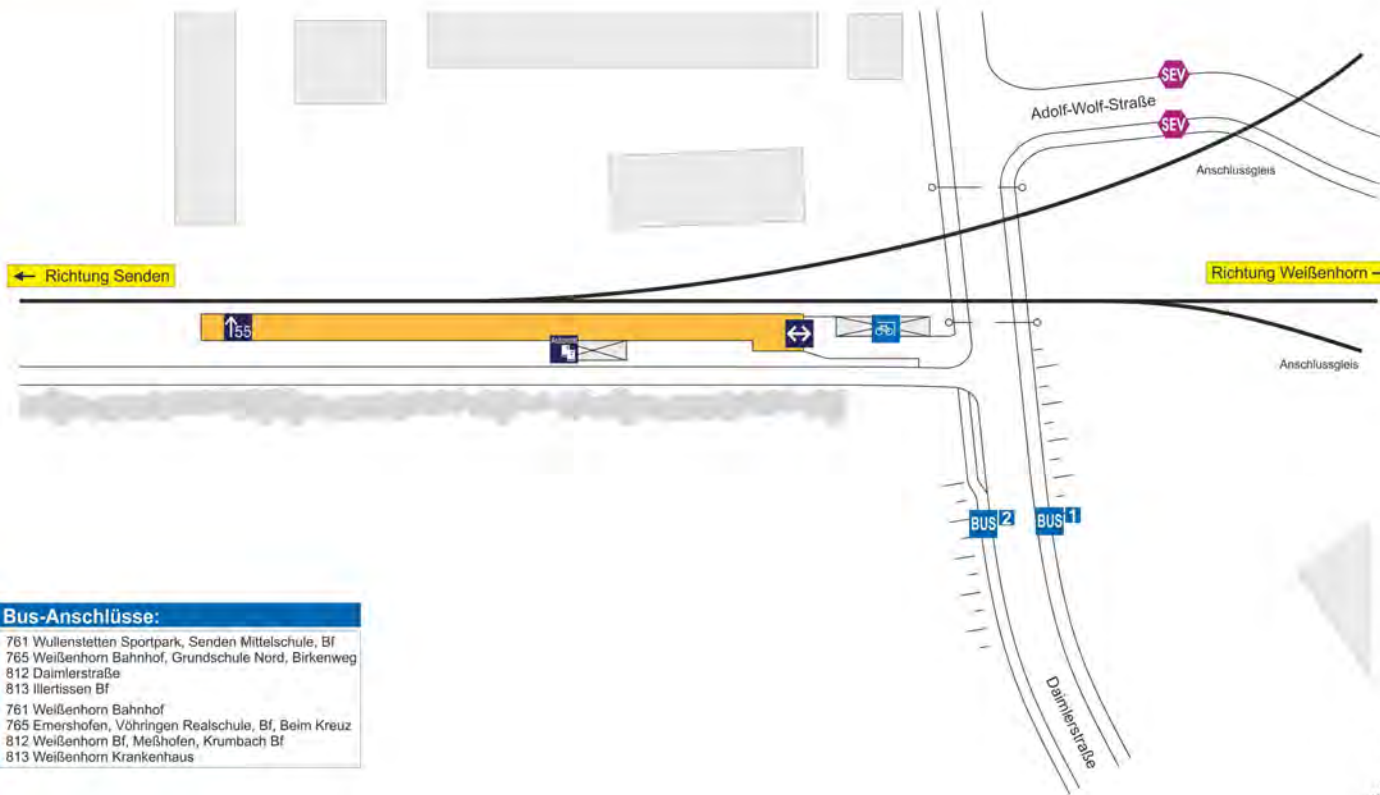 SEV
Adolf-Wolf-Straße
SEV
Anschlussgleis
← Richtung Senden
Richtung Weißenhorn
55
Anschlussgleis
BUS 2
BUS 1
Daimlerstraße
Bus-Anschlüsse:
761 Wullenstetten Sportpark, Senden Mittelschule, Bf
765 Weißenhorn Bahnhof, Grundschule Nord, Birkenweg
812 Daimlerstraße
813 Illertissen Bf
761 Weißenhorn Bahnhof
765 Emershofen, Vöhringen Realschule, Bf, Beim Kreuz
812 Weißenhorn Bf, Meßhofen, Krumbach Bf
813 Weißenhorn Krankenhaus